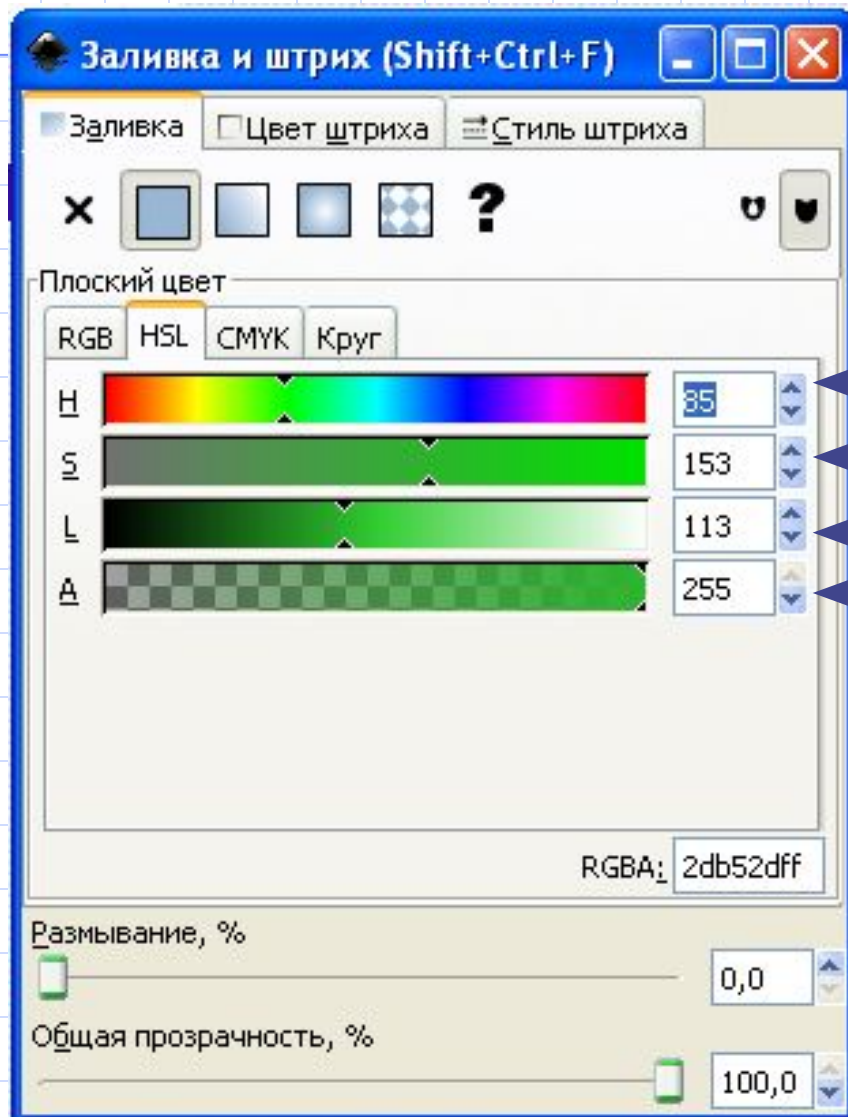 Заливка и штрих (Shift+Ctrl+F)
Заливка Цвет штриха Стиль штриха
?
Плоский цвет
RGB HSL CMYK Круг
H 85
S 153
L 113
A 255
RGBA: 2db52dff
Размывание, %
0,0
Общая прозрачность, %
100,0